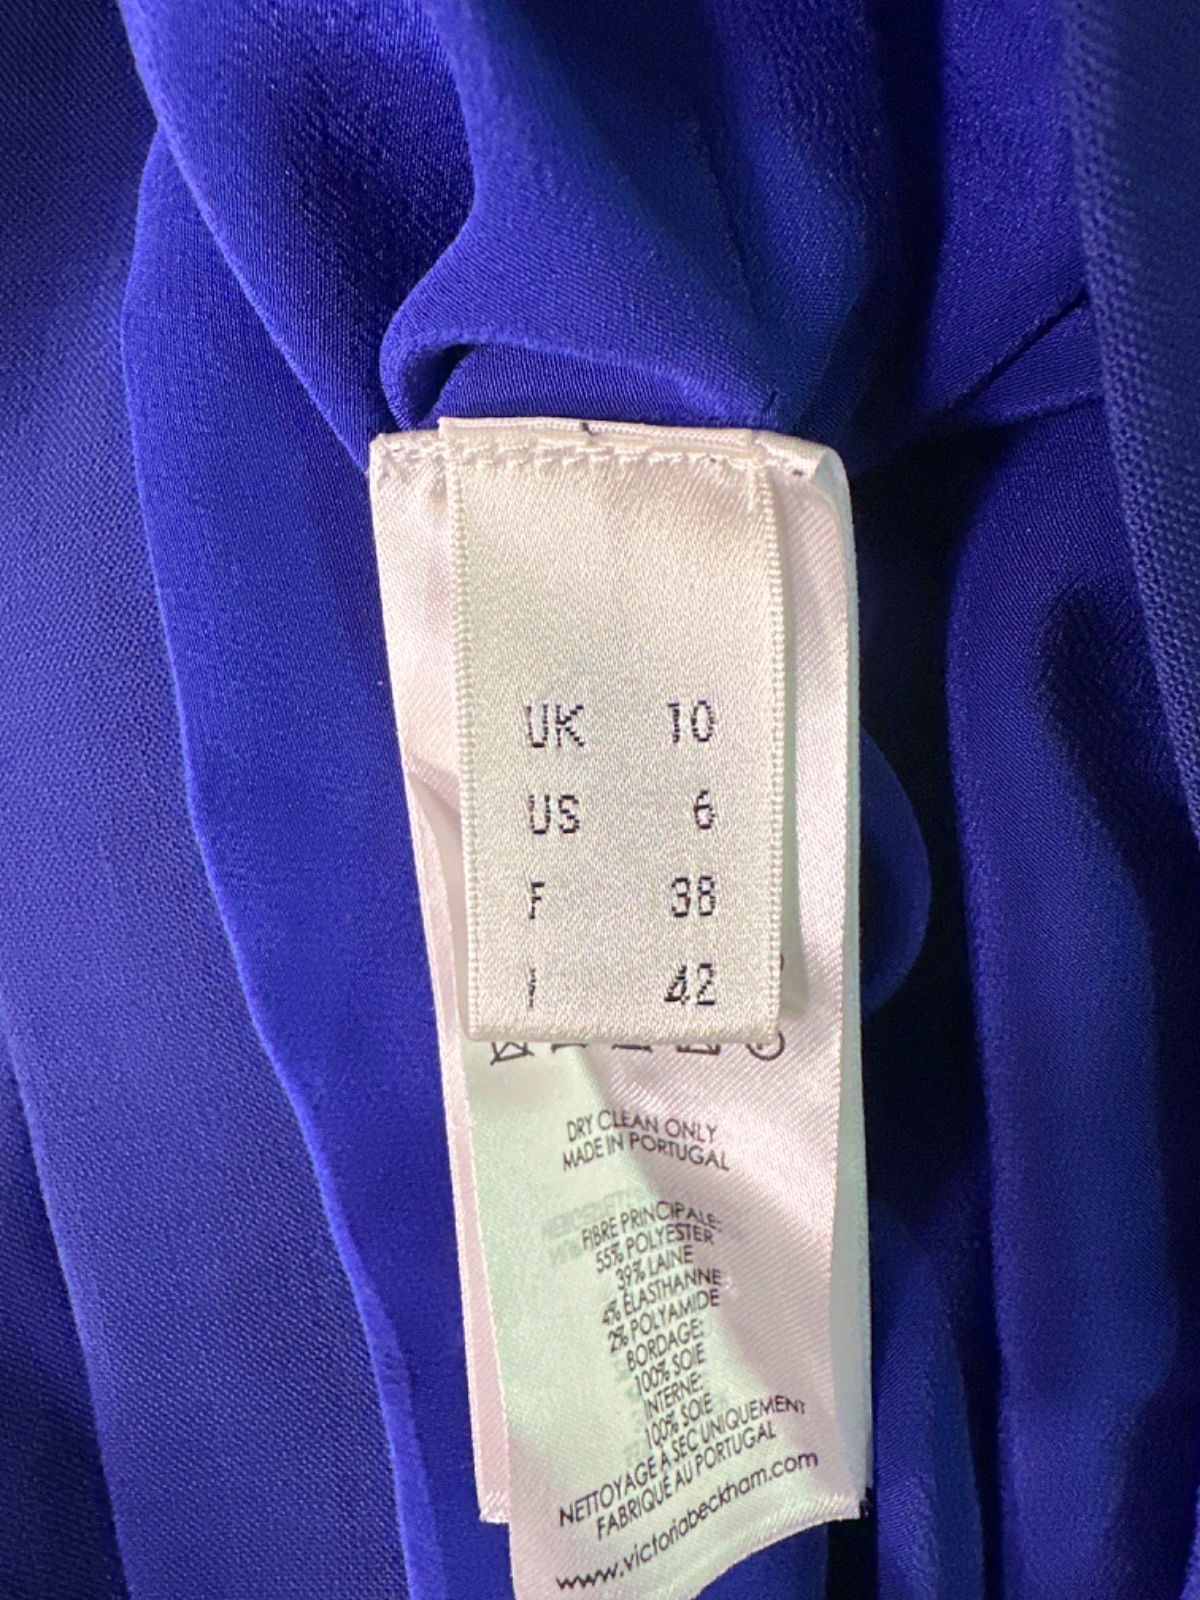 UK 10
US 6
F 38
I 42
DRY CLEAN ONLY
MADE IN PORTUGAL
FIBRE PRINCIPALE:
55% POLYESTER
39% LAINE
4% ÉLASTHANNE
2% POLYAMIDE
BORDAGE:
100% SOIE
INTERNE:
100% SOIE
NETTOYAGE A SEC UNIQUEMENT
FABRIQUÉ AU PORTUGAL
www.victoriabeckham.com